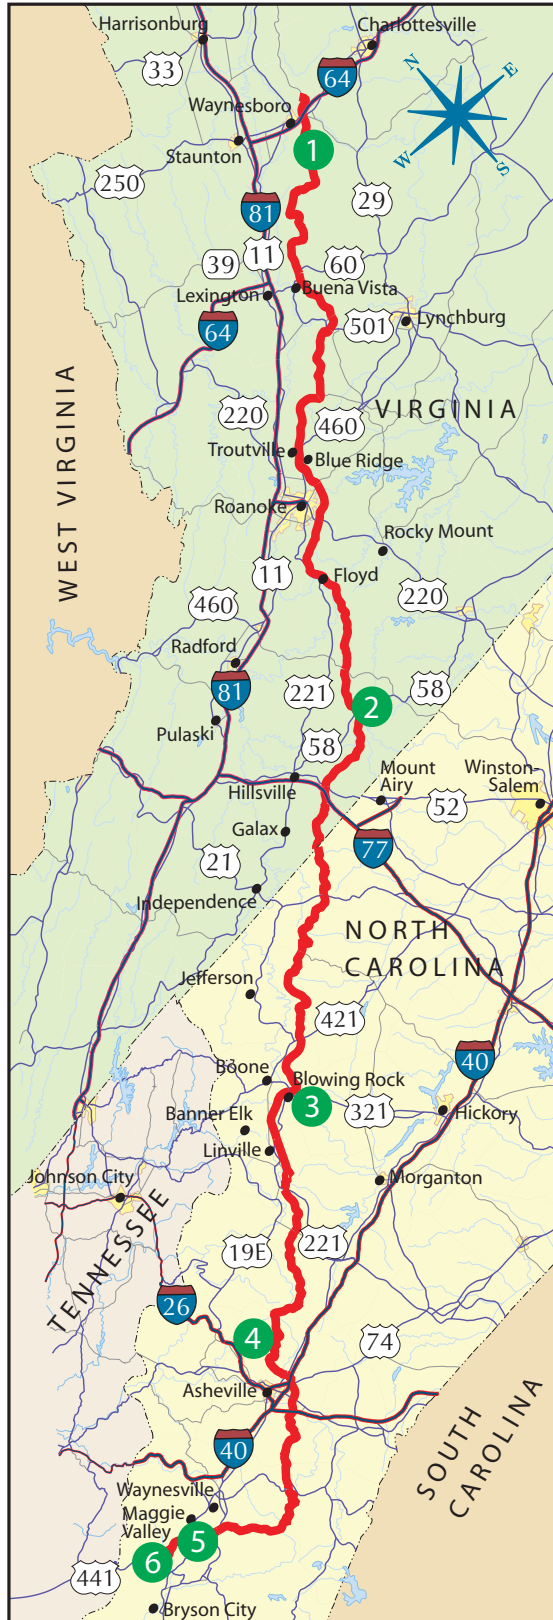 Harrisonburg
Charlottesville
33
64
N
E
W
S
Waynesboro
Staunton
1
250
29
81
39
11
60
Lexington
Buena Vista
64
501
Lynchburg
WEST VIRGINIA
VIRGINIA
220
460
Troutville
Blue Ridge
Roanoke
Rocky Mount
11
Floyd
460
220
Radford
81
221
58
2
Pulaski
58
Hillsville
Mount
Airy
Winston-
Salem
52
Galax
77
21
Independence
NORTH
CAROLINA
Jefferson
421
40
Boone
Blowing Rock
3
321
Hickory
Banner Elk
Linville
Morganton
Johnson City
TENNESSEE
19E
221
26
4
74
Asheville
SOUTH
CAROLINA
40
Waynesville
Maggie
Valley
5
6
441
Bryson City